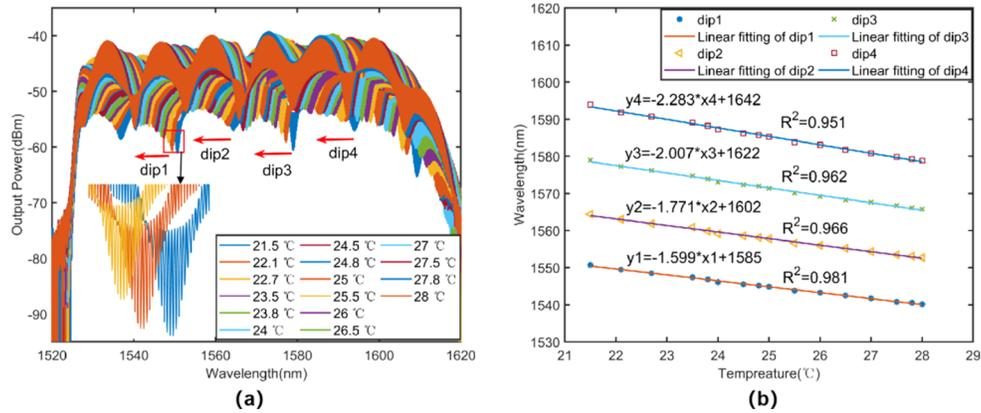 -40
-50
-60
-70
-80
-90
Output Power(dBm)
dip1
dip2
dip3
dip4
21.5 ℃ 24.5 ℃ 27 ℃
22.1 ℃ 24.8 ℃ 27.5 ℃
22.7 ℃ 25 ℃ 27.8 ℃
23.5 ℃ 25.5 ℃ 28 ℃
23.8 ℃ 26 ℃
24 ℃ 26.5 ℃
1520 1540 1560 1580 1600 1620
Wavelength(nm)
(a)
1620
1610
1600
1590
1580
1570
1560
1550
1540
1530
Wavelength(nm)
dip1 dip3
Linear fitting of dip1 Linear fitting of dip3
dip2 dip4
Linear fitting of dip2 Linear fitting of dip4
y4=-2.283*x4+1642
R²=0.951
y3=-2.007*x3+1622
R²=0.962
y2=-1.771*x2+1602
R²=0.966
y1=-1.599*x1+1585
R²=0.981
21 22 23 24 25 26 27 28 29
Tempreature(℃)
(b)